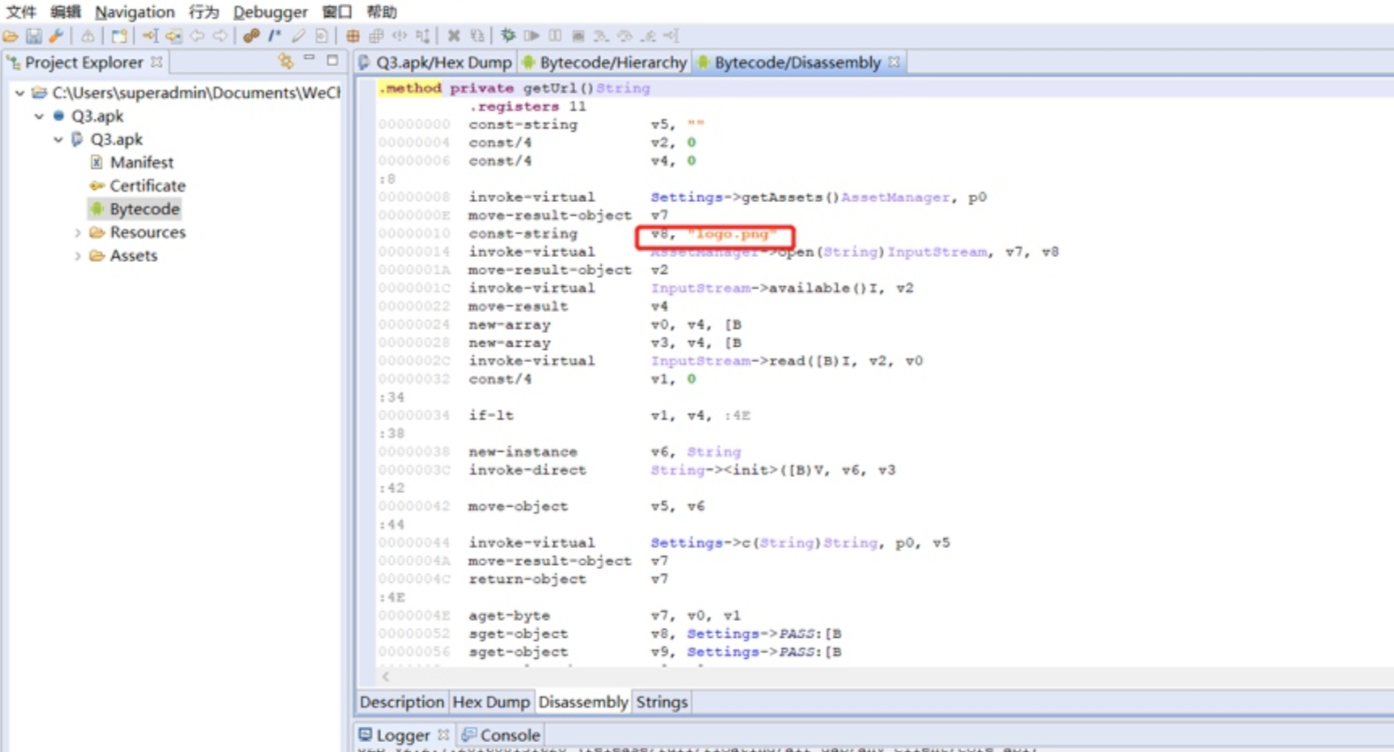 文件 编辑 Navigation 行为 Debugger 窗口 帮助
Project Explorer
C:\Users\superadmin\Documents\WeCh
Q3.apk
Q3.apk
Manifest
Certificate
Bytecode
Resources
Assets
Q3.apk/Hex Dump Bytecode/Hierarchy Bytecode/Disassembly
.method private getUrl()String
.registers 11
00000000 const-string v5, ""
00000004 const/4 v2, 0
00000006 const/4 v4, 0
:8
00000008 invoke-virtual Settings->getAssets()AssetManager, p0
0000000E move-result-object v7
00000010 const-string v8, "logo.png"
00000014 invoke-virtual AssetManager->open(String)InputStream, v7, v8
0000001A move-result-object v2
0000001C invoke-virtual InputStream->available()I, v2
00000022 move-result v4
00000024 new-array v0, v4, [B
00000028 new-array v3, v4, [B
0000002C invoke-virtual InputStream->read([B)I, v2, v0
00000032 const/4 v1, 0
:34
00000034 if-lt v1, v4, :4E
:38
00000038 new-instance v6, String
0000003C invoke-direct String-><init>([B)V, v6, v3
:42
00000042 move-object v5, v6
:44
00000044 invoke-virtual Settings->c(String)String, p0, v5
0000004A move-result-object v7
0000004C return-object v7
:4E
0000004E aget-byte v7, v0, v1
00000052 sget-object v8, Settings->PASS:[B
00000056 sget-object v9, Settings->PASS:[B
Description Hex Dump Disassembly Strings
Logger Console